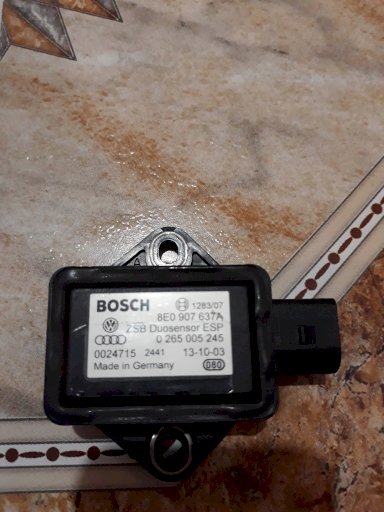 BOSCH 1283/07
8E0 907 637A
ZSB Duosensor ESP
0 265 005 245
0024715 2441 13-10-03
Made in Germany 080